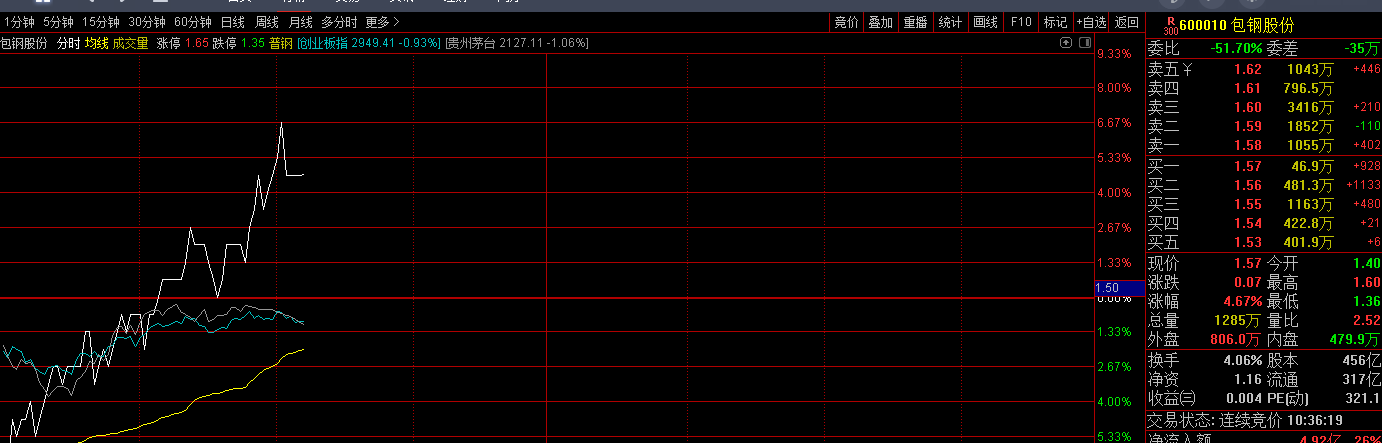 1分钟 5分钟 15分钟 30分钟 60分钟 日线 周线 月线 多分时 更多 竞价 叠加 重播 统计 画线 F10 标记 +自选 返回
包钢股份 分时 均线 成交量 涨停 1.65 跌停 1.35 普钢 [创业板指 2949.41 -0.93%] [贵州茅台 2127.11 -1.06%]
9.33%
8.00%
6.67%
5.33%
4.00%
2.67%
1.33%
1.50
0.00%
1.33%
2.67%
4.00%
5.33%
R
300
600010 包钢股份
委比 -51.70% 委差 -35万
卖五 ¥ 1.62 1043万 +446
卖四 1.61 796.5万
卖三 1.60 3416万 +210
卖二 1.59 1852万 -110
卖一 1.58 1055万 +402
买一 1.57 46.9万 +928
买二 1.56 481.3万 +1133
买三 1.55 1163万 +480
买四 1.54 422.8万 +21
买五 1.53 401.9万 +6
现价 1.57 今开 1.40
涨跌 0.07 最高 1.60
涨幅 4.67% 最低 1.36
总量 1285万 量比 2.52
外盘 806.0万 内盘 479.9万
换手 4.06% 股本 456亿
净资 1.16 流通 317亿
收益㈢ 0.004 PE(动) 321.1
交易状态: 连续竞价 10:36:19
净流入额 4.92亿 26%